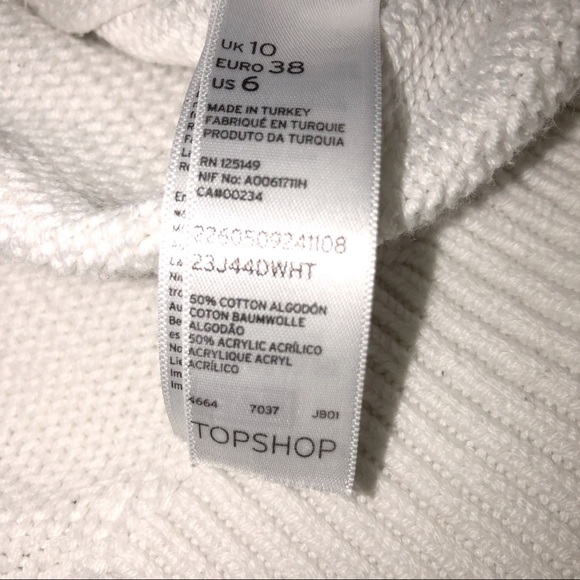 UK 10
EURO 38
US 6
MADE IN TURKEY
FABRIQUÉ EN TURQUIE
PRODUTO DA TURQUIA
RN 125149
NIF No: A0061711H
CA#00234
2260509241108
23J44DWHT
50% COTTON ALGODÓN
COTON BAUMWOLLE
ALGODÃO
50% ACRYLIC ACRÍLICO
ACRYLIQUE ACRYL
ACRÍLICO
4664 7037 JB01
TOPSHOP